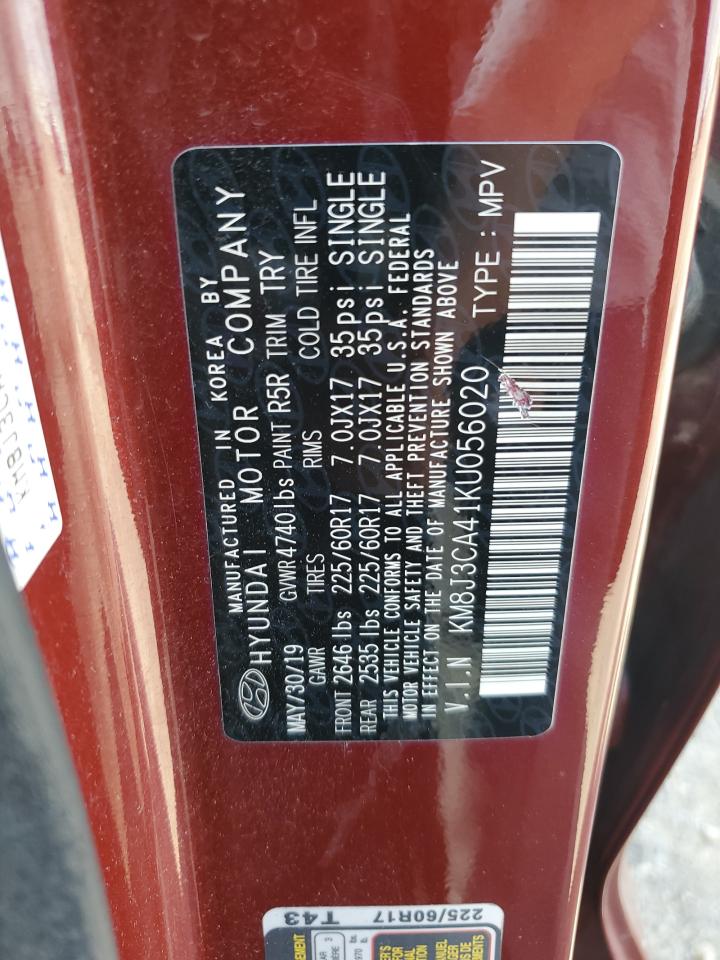 MANUFACTURED IN KOREA BY
HYUNDAI MOTOR COMPANY
MAY/30/19 GVWR4740lbs PAINT R5R TRIM TRY
GAWR TIRES RIMS COLD TIRE INFL
FRONT 2646 lbs 225/60R17 7.0JX17 35psi SINGLE
REAR 2535 lbs 225/60R17 7.0JX17 35psi SINGLE
THIS VEHICLE CONFORMS TO ALL APPLICABLE U.S.A. FEDERAL
MOTOR VEHICLE SAFETY AND THEFT PREVENTION STANDARDS
IN EFFECT ON THE DATE OF MANUFACTURE SHOWN ABOVE
V.I.N KM8J3CA41KU056020 TYPE : MPV
225/60R17
T43